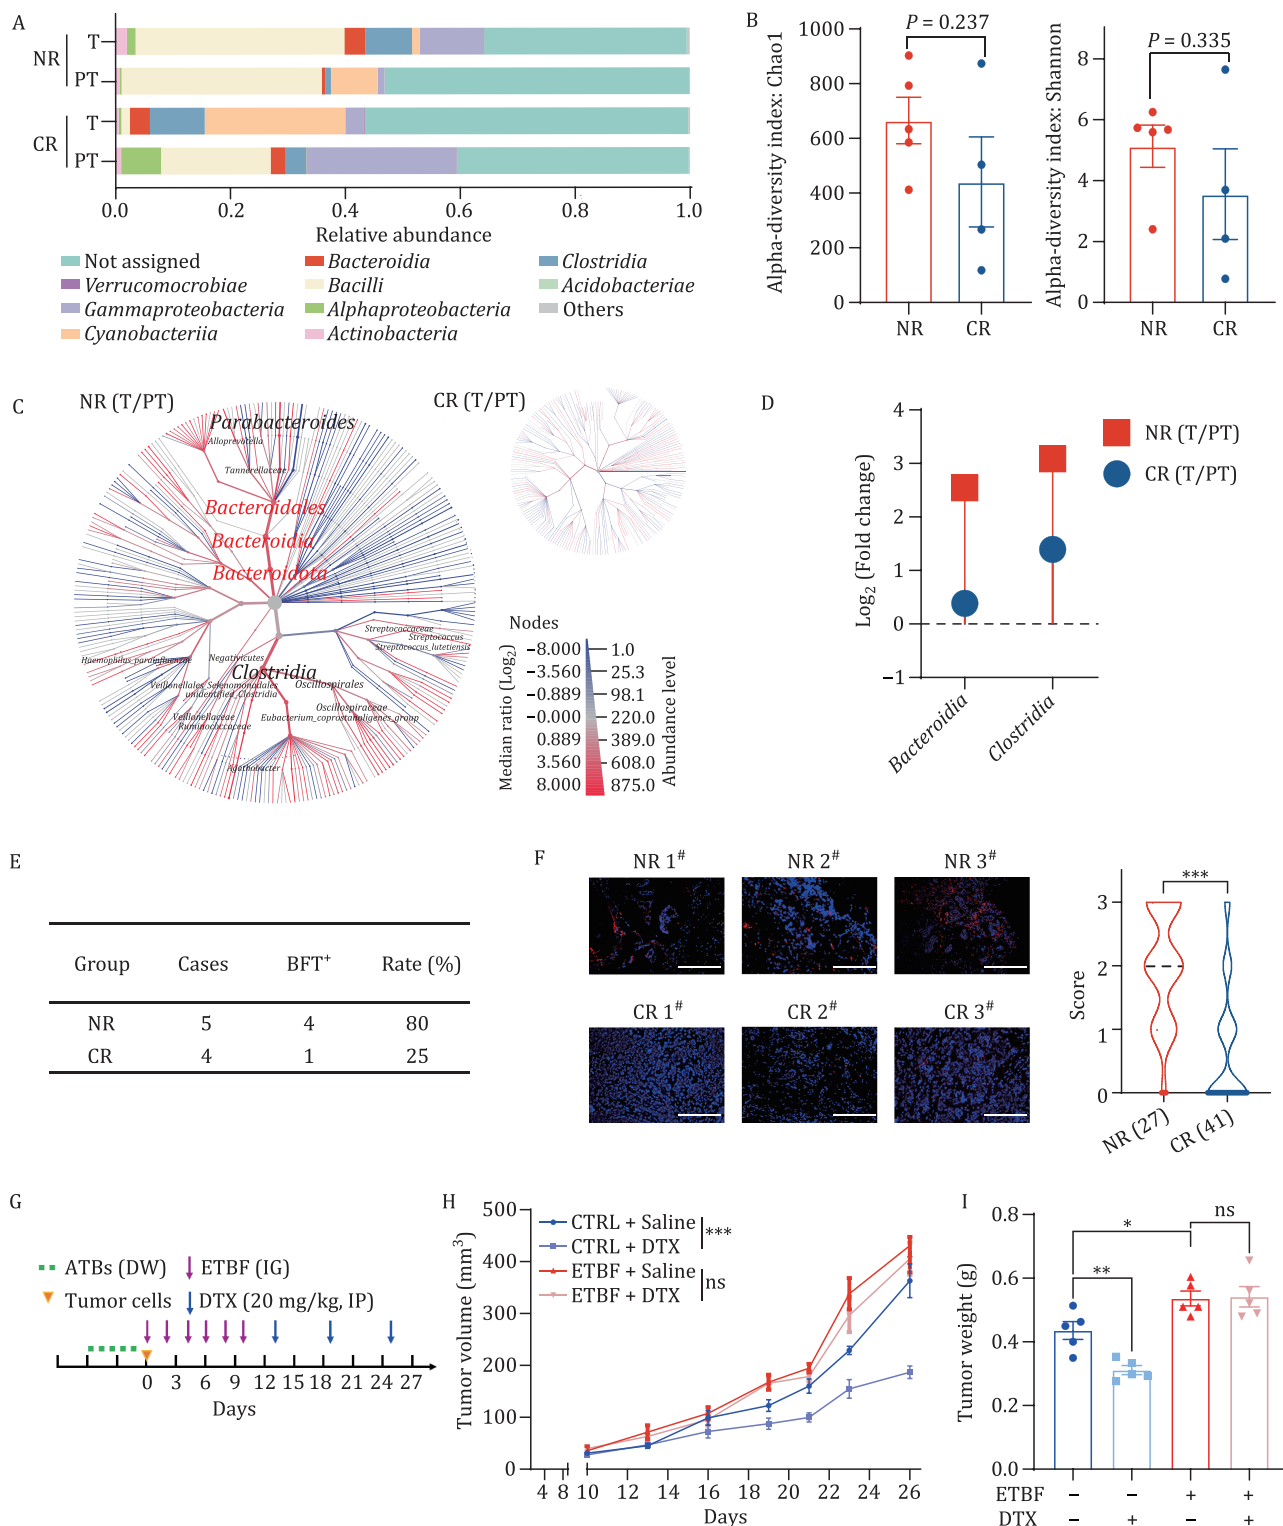 A
NR
T
PT
CR
T
PT
0.0 0.2 0.4 0.6 0.8 1.0
Relative abundance
Not assigned Bacteroidia Clostridia
Verrucomocrobiae Bacilli Acidobacteriae
Gammaproteobacteria Alphaproteobacteria Others
Cyanobacteriia Actinobacteria
B
Alpha-diversity index: Chao1
1000
800
600
400
200
0
P = 0.237
NR CR
Alpha-diversity index: Shannon
8
6
4
2
0
P = 0.335
NR CR
C
NR (T/PT)
CR (T/PT)
Parabacteroides
Alloprevotella
Tannerellaceae
Bacteroidales
Bacteroidia
Bacteroidota
Streptococcaceae
Streptococcus
Streptococcus_lutetiensis
Haemophilus_parainfluenzae
Negativicutes
Clostridia
Veillonellales_Selenomonadales
Oscillospirales
unidentified_Clostridia
Oscillospiraceae
Veillonellaceae
Eubacterium_coprostanoligenes_group
Ruminococcaceae
Agathobacter
Nodes
Median ratio (Log2)
Abundance level
−8.000 1.0
−3.560 25.3
−0.889 98.1
−0.000 220.0
0.889 389.0
3.560 608.0
8.000 875.0
D
Log2 (Fold change)
4
3
2
1
0
−1
NR (T/PT)
CR (T/PT)
Bacteroidia
Clostridia
E
Group Cases BFT+ Rate (%)
NR 5 4 80
CR 4 1 25
F
NR 1# NR 2# NR 3#
CR 1# CR 2# CR 3#
Score
3
2
1
0
***
NR (27)
CR (41)
G
ATBs (DW) ETBF (IG)
Tumor cells DTX (20 mg/kg, IP)
0 3 6 9 12 15 18 21 24 27
Days
H
Tumor volume (mm3)
500
400
300
200
100
0
CTRL + Saline
CTRL + DTX
***
ETBF + Saline
ETBF + DTX
ns
4 8 10 12 14 16 18 20 22 24 26
Days
I
Tumor weight (g)
0.8
0.6
0.4
0.2
0.0
*
**
ns
ETBF − − + +
DTX − + − +